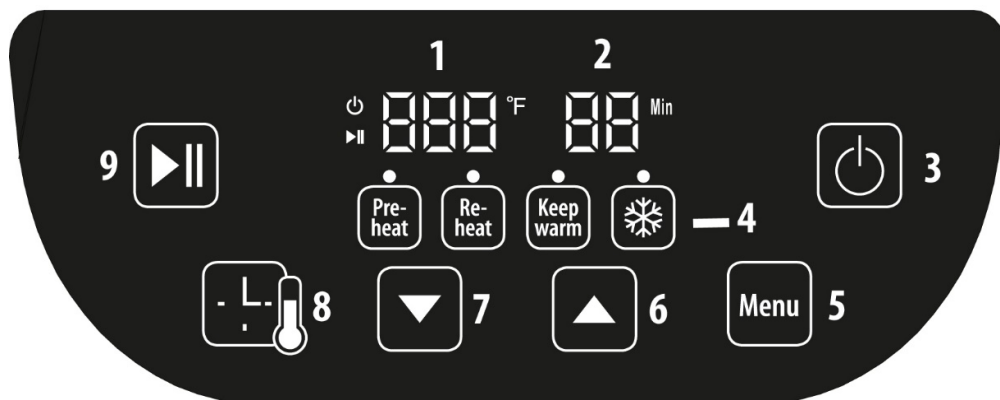 1 2
888 °F 88 Min
9 3
Pre-
heat
Re-
heat
Keep
warm
4
8 7 6 Menu 5